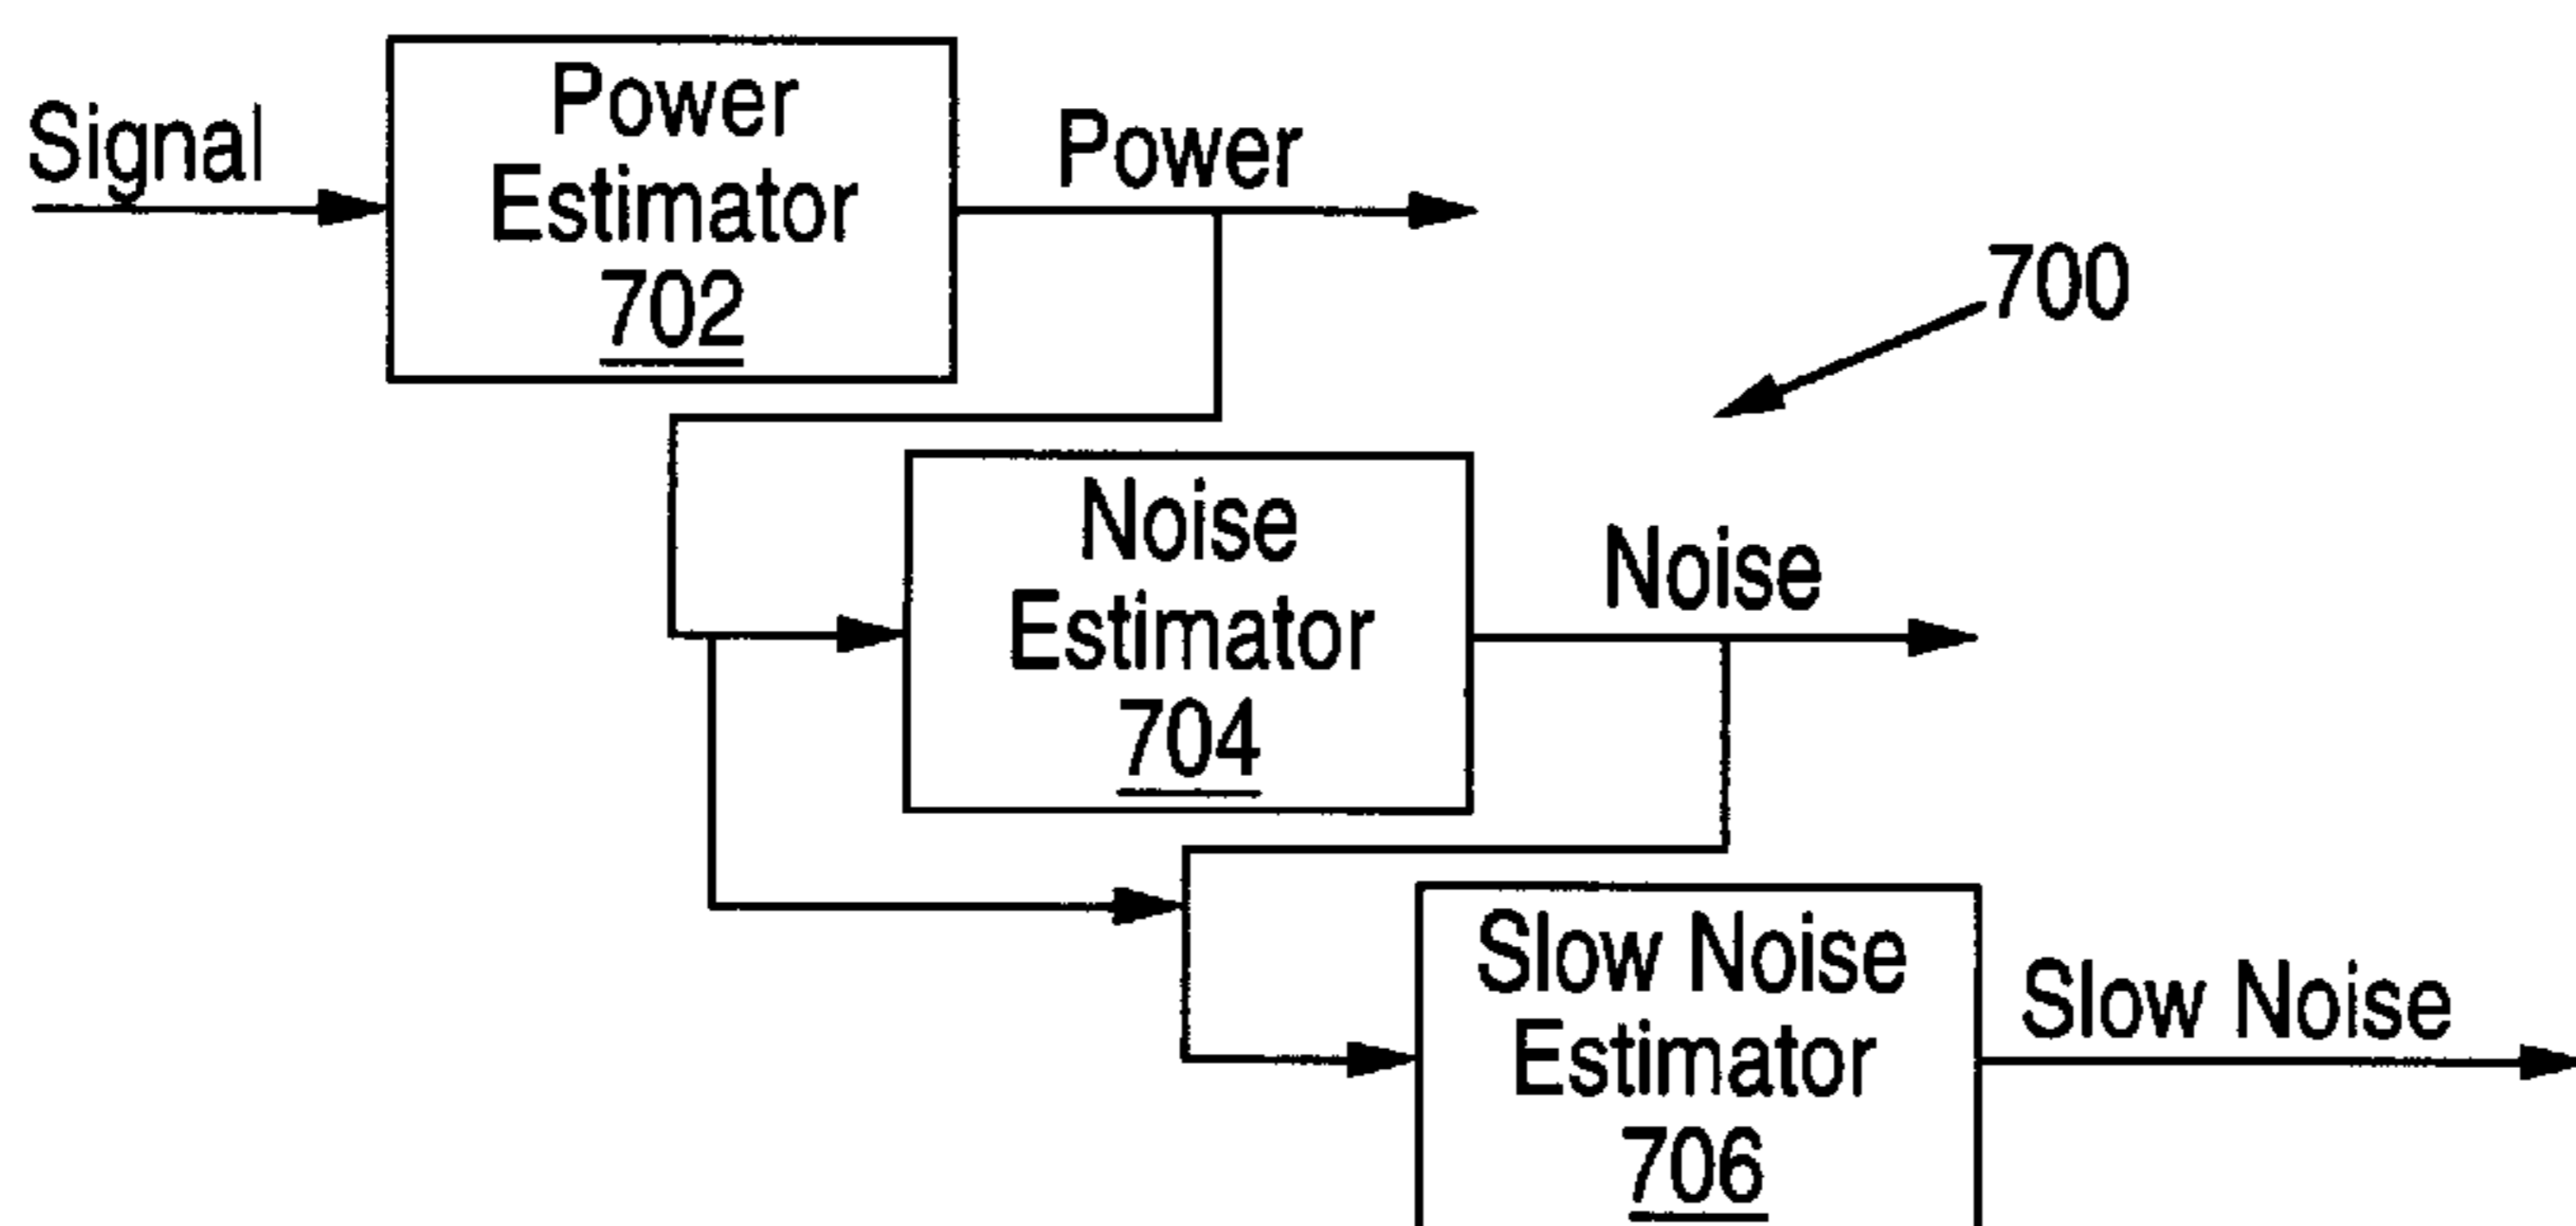 Signal
Power
Estimator
702
Power
700
Noise
Estimator
704
Noise
Slow Noise
Estimator
706
Slow Noise